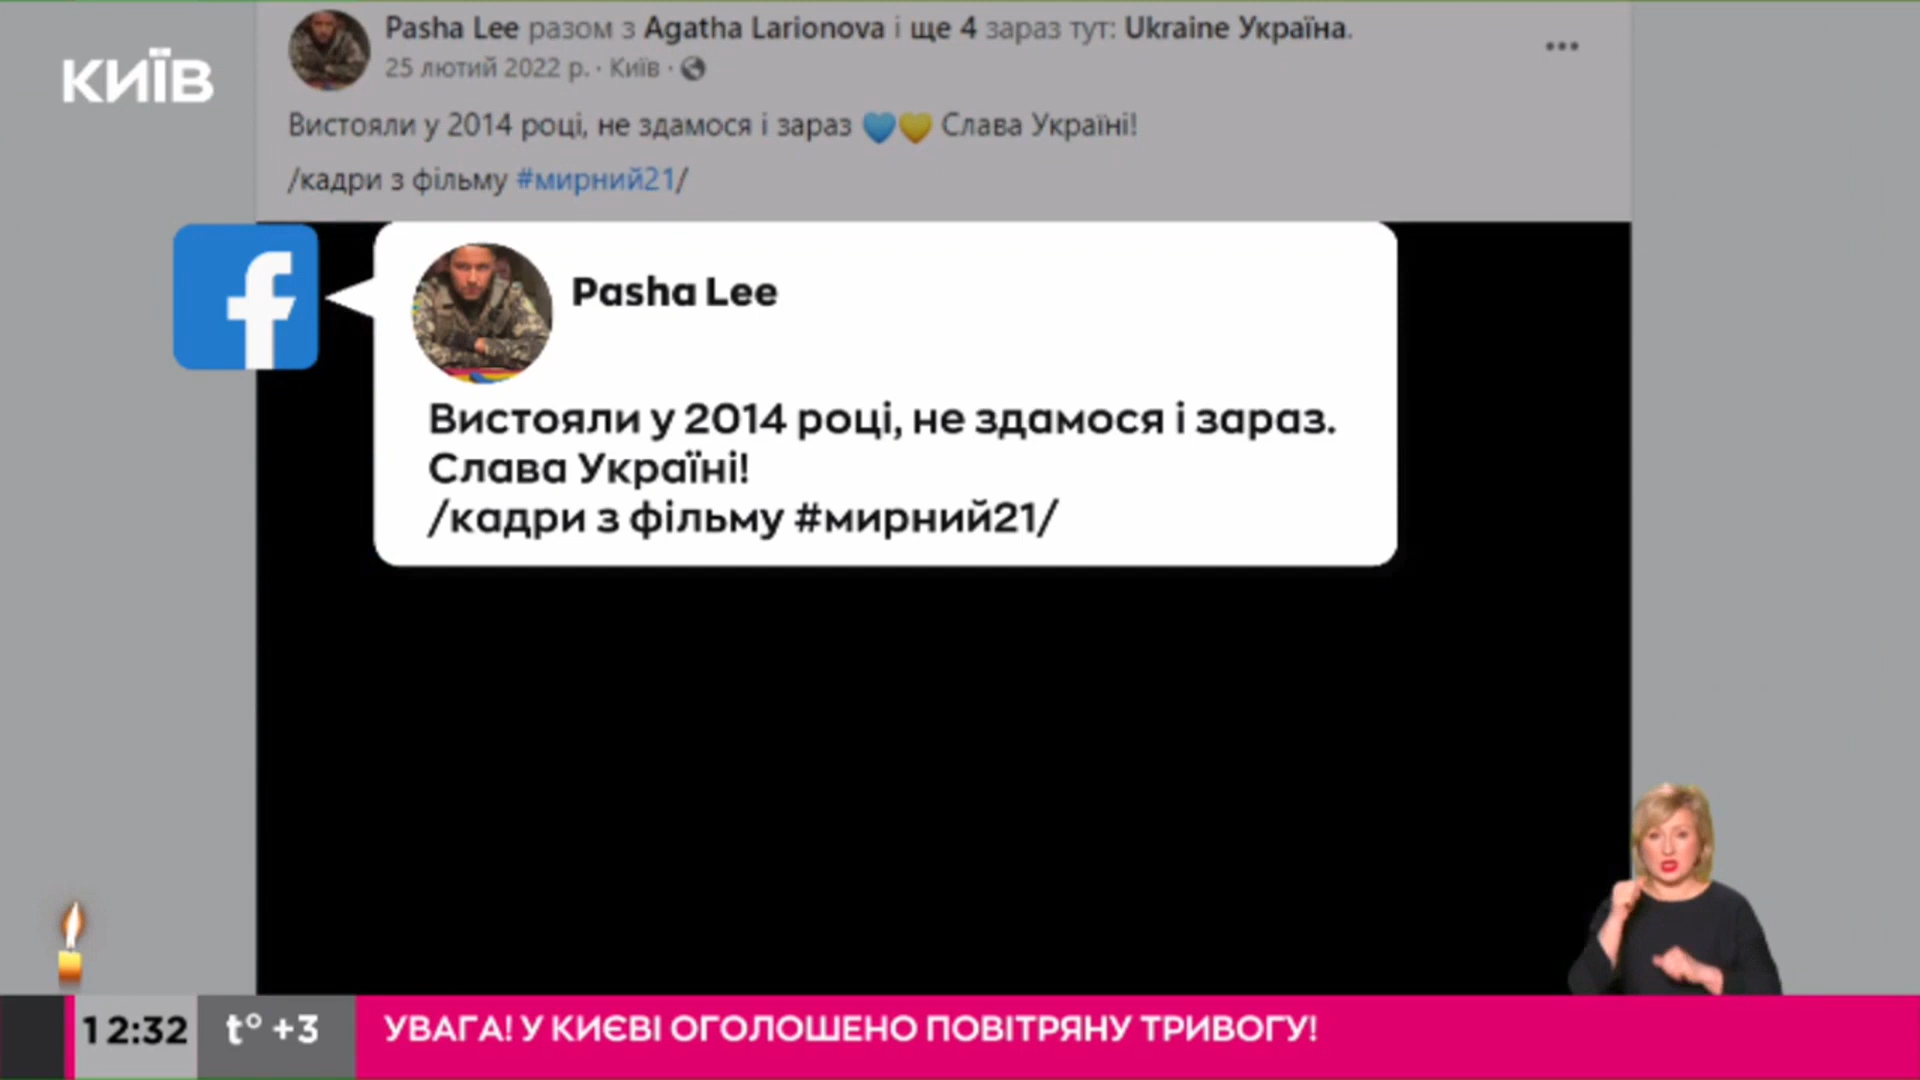 КИЇВ
Pasha Lee разом з Agatha Larionova і ще 4 зараз тут: Ukraine Україна.
25 лютий 2022 р. · Київ ·
Вистояли у 2014 році, не здамося і зараз 💙💛 Слава Україні!
/кадри з фільму #мирний21/
Pasha Lee
Вистояли у 2014 році, не здамося і зараз.
Слава Україні!
/кадри з фільму #мирний21/
12:32 t° +3 УВАГА! У КИЄВІ ОГОЛОШЕНО ПОВІТРЯНУ ТРИВОГУ!